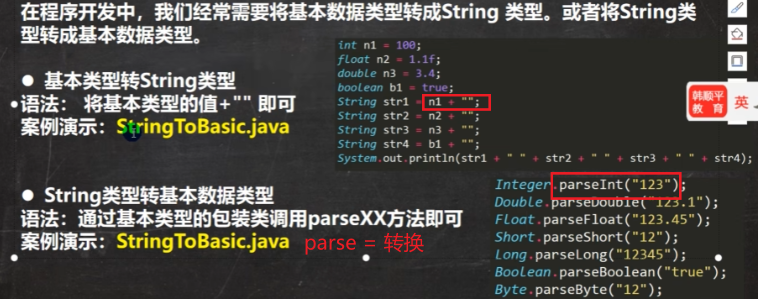 在程序开发中，我们经常需要将基本数据类型转成String 类型。或者将String类
型转成基本数据类型。
● 基本类型转String类型
语法： 将基本类型的值+"" 即可
案例演示：StringToBasic.java
int n1 = 100;
float n2 = 1.1f;
double n3 = 3.4;
boolean b1 = true;
String str1 = n1 + "";
String str2 = n2 + "";
String str3 = n3 + "";
String str4 = b1 + "";
System.out.println(str1 + " " + str2 + " " + str3 + " " + str4);
韩顺平
教 育
英
● String类型转基本数据类型
语法：通过基本类型的包装类调用parseXX方法即可
案例演示：StringToBasic.java
parse = 转换
Integer.parseInt("123");
Double.parseDouble("123.1");
Float.parseFloat("123.45");
Short.parseShort("12");
Long.parseLong("12345");
Boolean.parseBoolean("true");
Byte.parseByte("12");